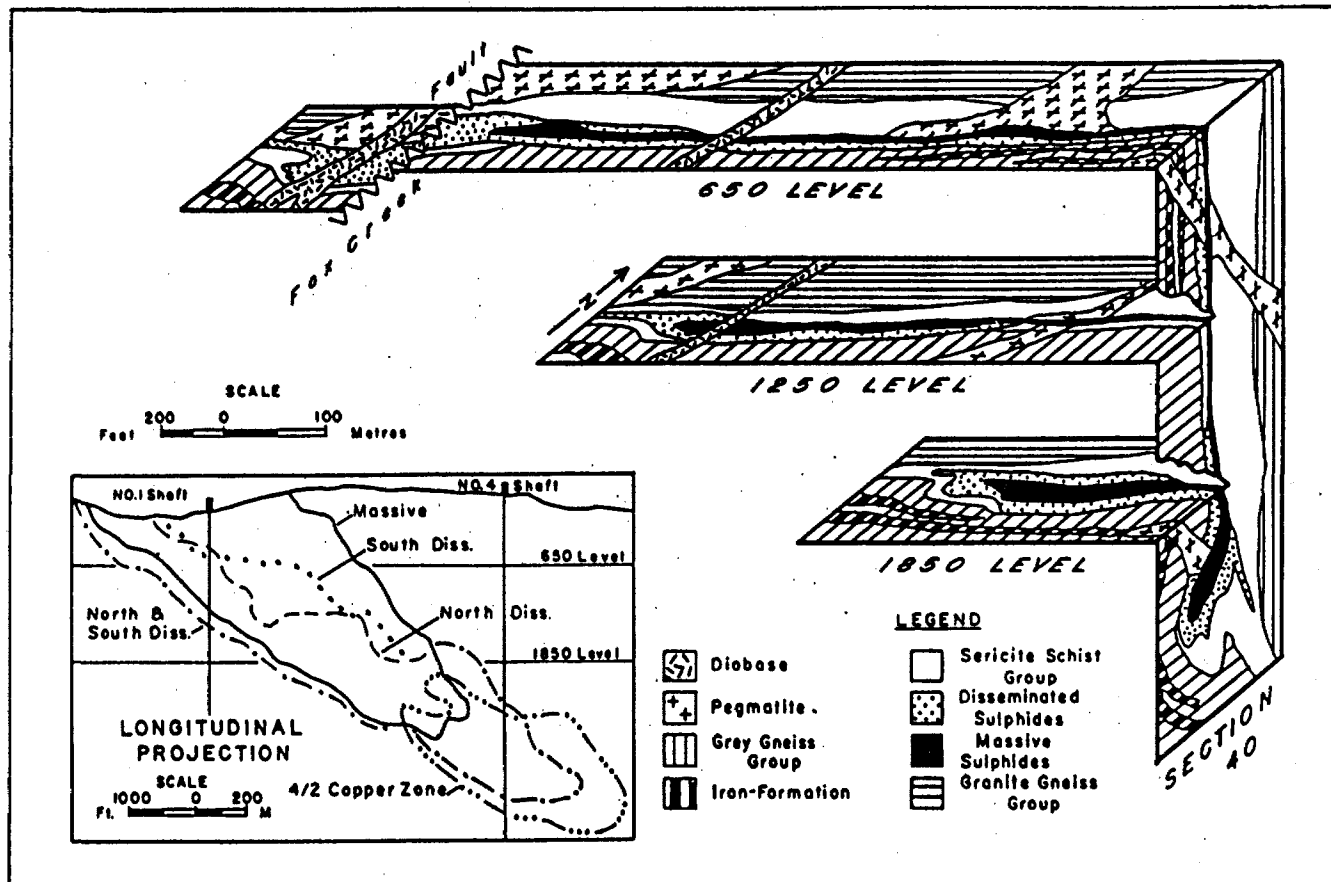 Fault
Fox Creek
650 LEVEL
N
1250 LEVEL
1850 LEVEL
SECTION
40
SCALE
200 0 100
Feet Metres
NO.1 Shaft
NO.4 Shaft
Massive
South Diss.
650 Level
North Diss.
North &
South Diss.
1850 Level
LONGITUDINAL
PROJECTION
SCALE
1000 0 200
Ft. M
4/2 Copper Zone
LEGEND
Diabase
Pegmatite
Grey Gneiss
Group
Iron-Formation
Sericite Schist
Group
Disseminated
Sulphides
Massive
Sulphides
Granite Gneiss
Group